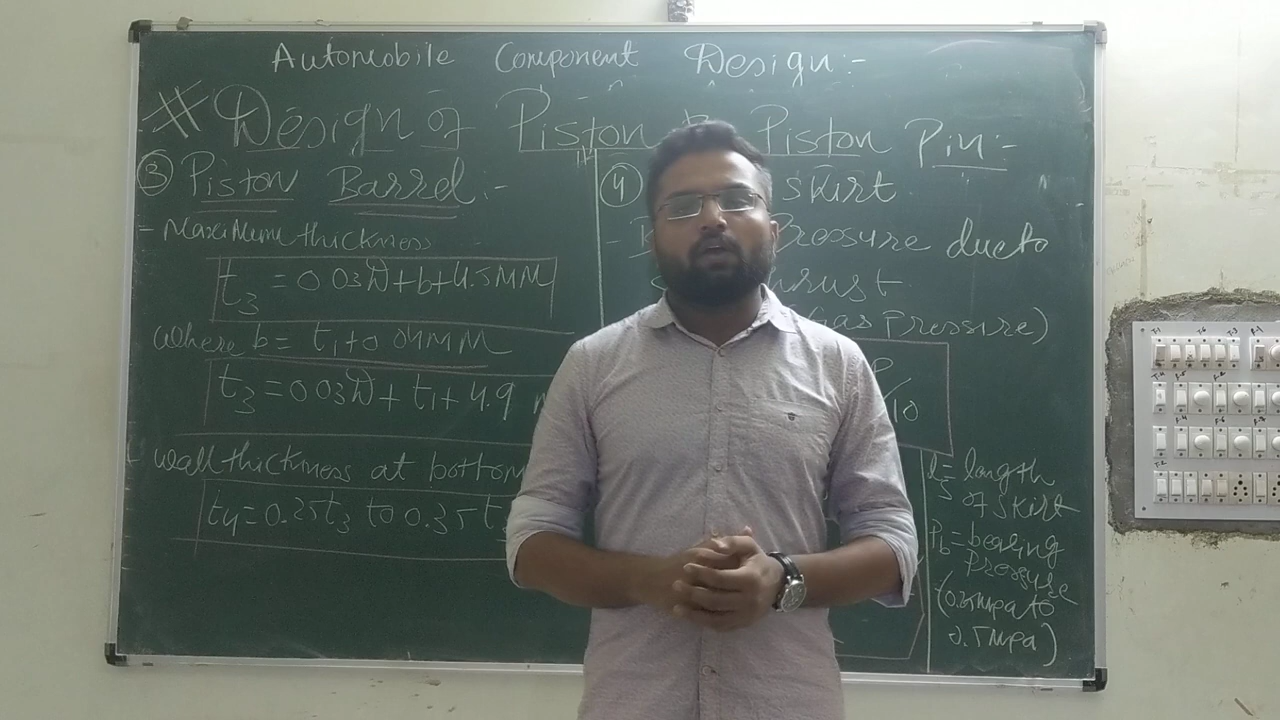 Automobile Component Design:-
# Design of Piston & Piston Pin:-
③ Piston Barrel:-
- Maximum thickness
t3 = 0.03D+b+4.5MM
where b= t1+0.4MM
t3=0.03D+ t1+4.9
wall thickness at bottom
t4=0.25t3 to 0.35t
④ skirt
- Pressure due to
thrust
(Gas Pressure)
/10
ls= length
of skirt
Pb=bearing
Pressure
(0.25Mpa to
0.5Mpa)